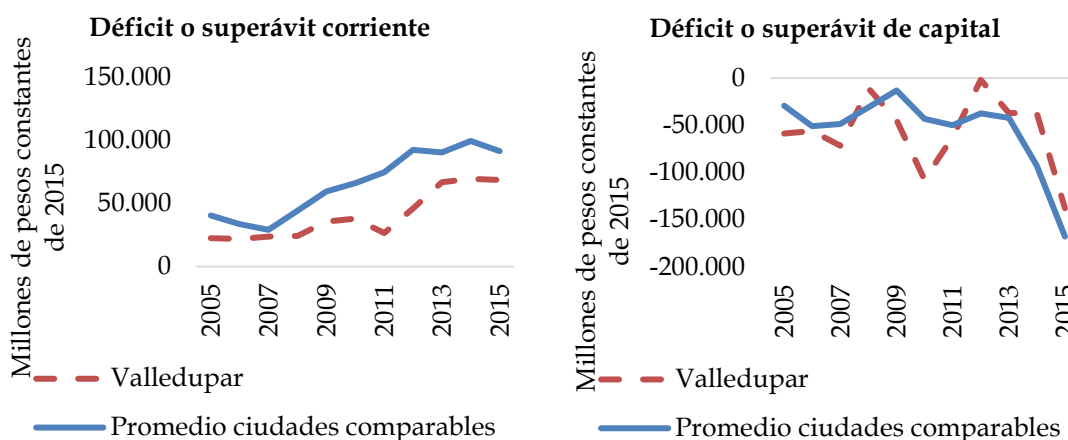 Déficit o superávit corriente
Millones de pesos constantes
de 2015
150.000
100.000
50.000
0
2005
2007
2009
2011
2013
2015
Valledupar
Promedio ciudades comparables
Déficit o superávit de capital
Millones de pesos constantes
de 2015
0
-50.000
-100.000
-150.000
-200.000
2005
2007
2009
2011
2013
2015
Valledupar
Promedio ciudades comparables